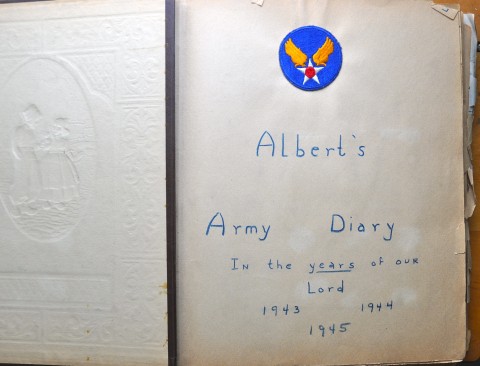 Albert's
Army Diary
In the years of our
Lord
1943 1944
1945